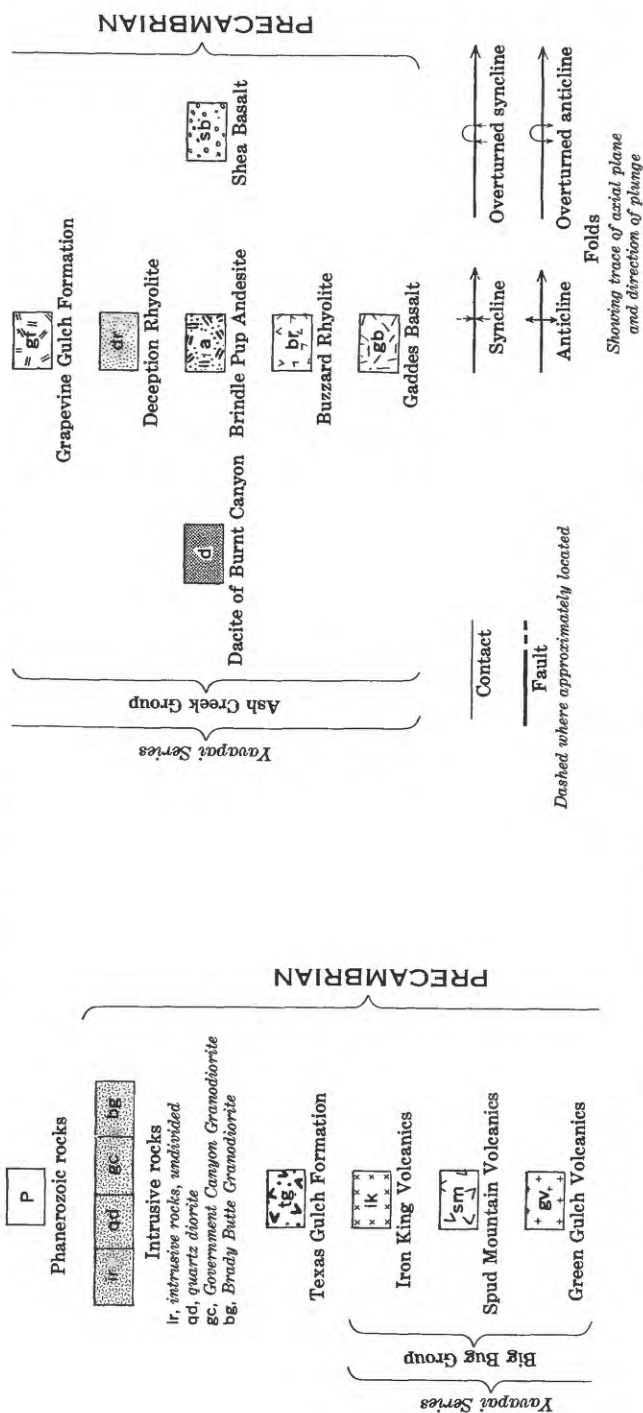 P
Phanerozoic rocks
ir qd gc bg
Intrusive rocks
ir, intrusive rocks, undivided
qd, quartz diorite
gc, Government Canyon Granodiorite
bg, Brady Butte Granodiorite
tg
Texas Gulch Formation
ik
Iron King Volcanics
sm
Spud Mountain Volcanics
gv
Green Gulch Volcanics
Big Bug Group
Yavapai Series
PRECAMBRIAN
gf
Grapevine Gulch Formation
dr
Deception Rhyolite
d a sb
Dacite of Burnt Canyon Brindle Pup Andesite Shea Basalt
br
Buzzard Rhyolite
gb
Gaddes Basalt
Ash Creek Group
Yavapai Series
PRECAMBRIAN
Contact
Fault
Dashed where approximately located
Syncline
Overturned syncline
Anticline
Overturned anticline
Folds
Showing trace of axial plane
and direction of plunge